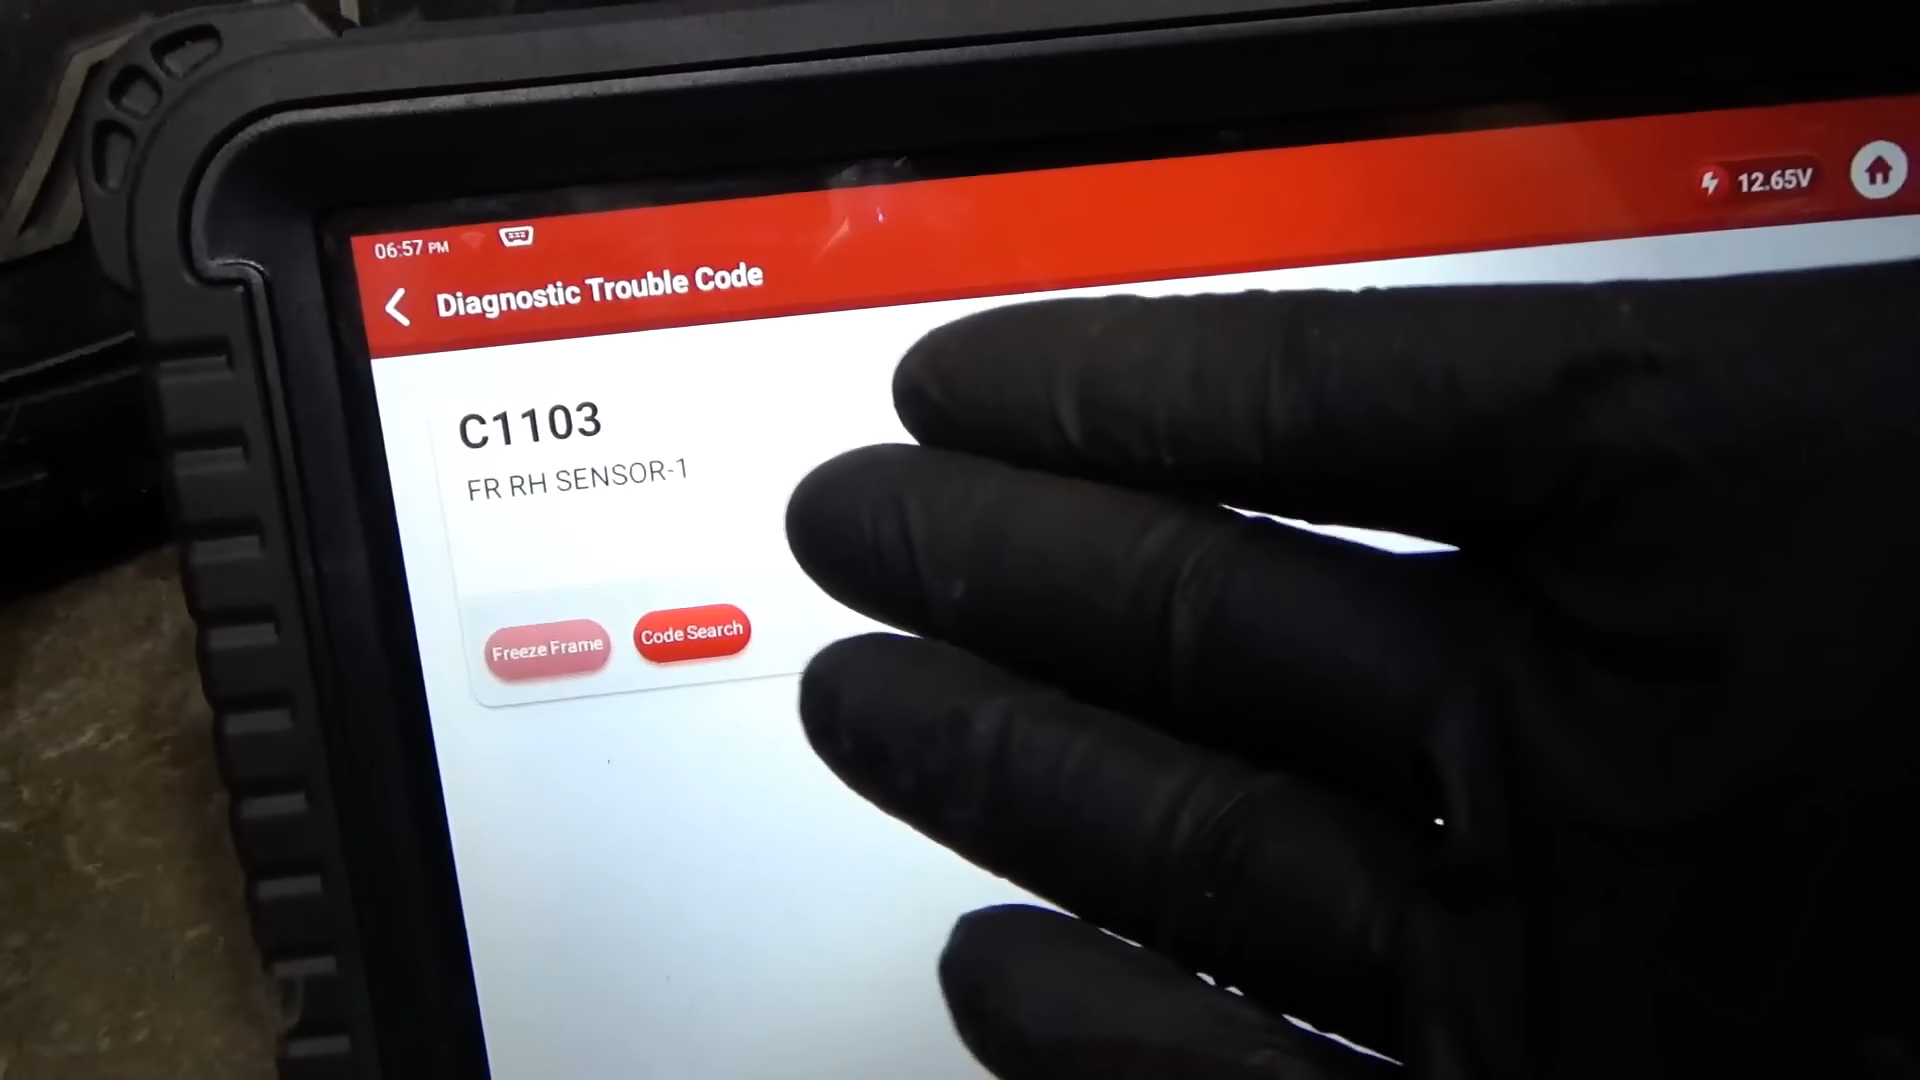 06:57 PM
12.65V
Diagnostic Trouble Code
C1103
FR RH SENSOR-1
Freeze Frame
Code Search